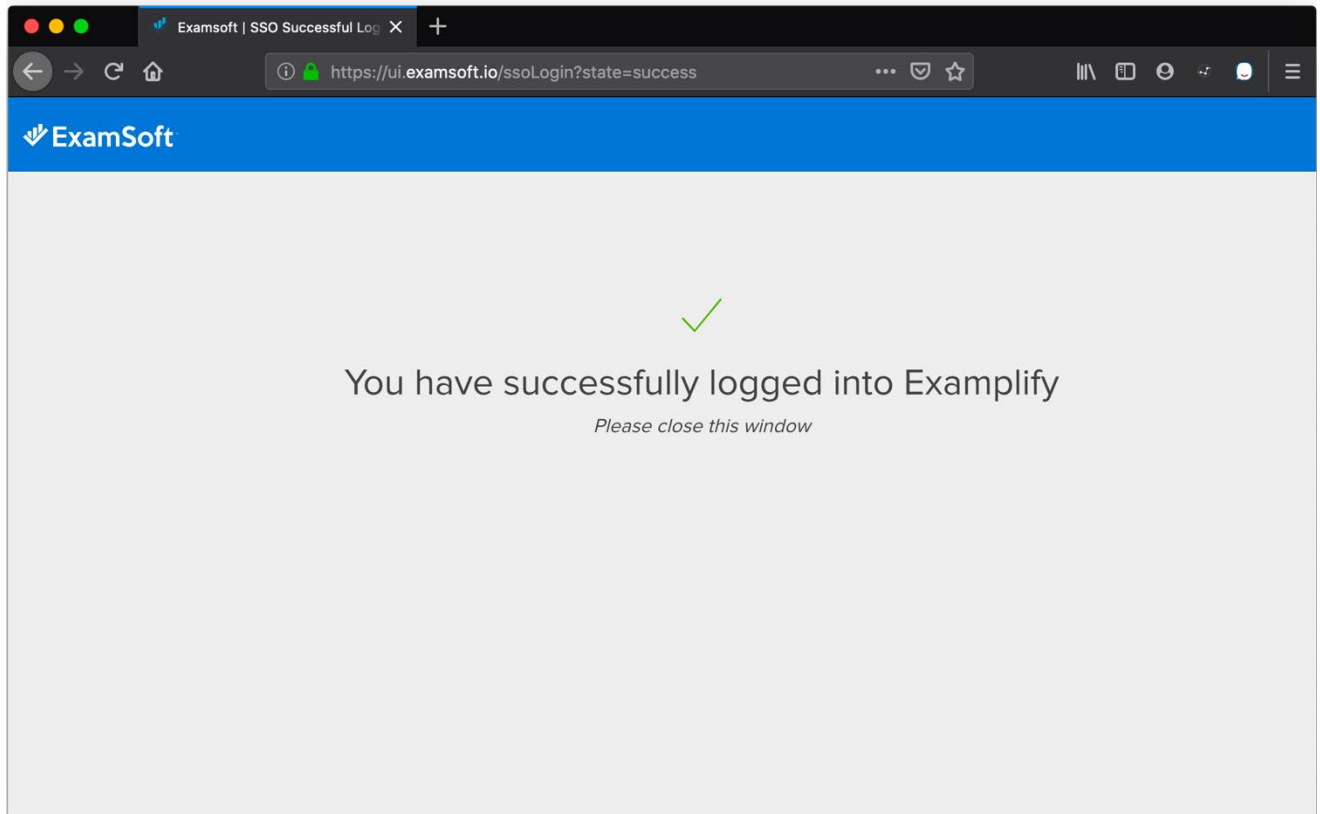 Examsoft | SSO Successful Log
https://ui.examsoft.io/ssoLogin?state=success
ExamSoft
You have successfully logged into Examplify
Please close this window